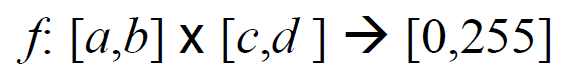 f: [a,b] x [c,d ] → [0,255]